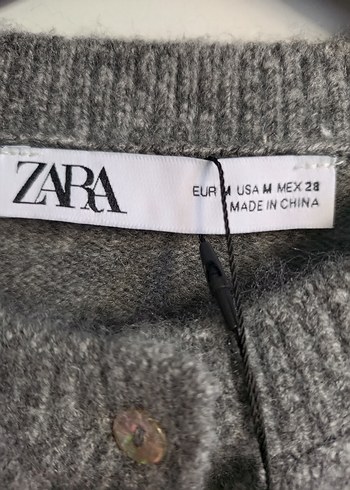 ZARA
EUR M USA M MEX 28
MADE IN CHINA